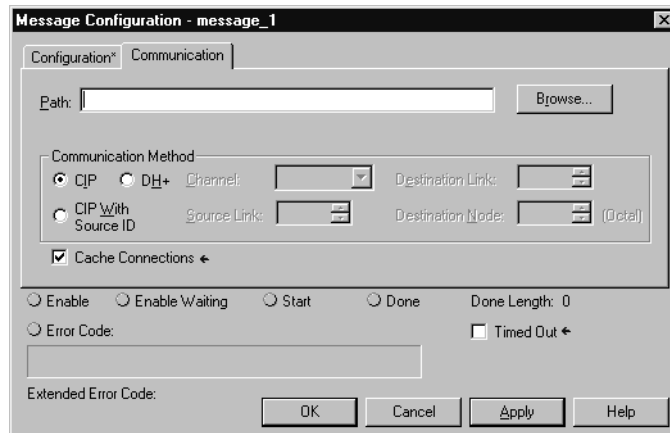 Message Configuration - message_1
Configuration* Communication
Path: Browse...
Communication Method
CIP DH+ Channel: Destination Link:
CIP With Source ID Source Link: Destination Node: (Octal)
Cache Connections ←
Enable Enable Waiting Start Done Done Length: 0
Error Code: Timed Out ←
Extended Error Code:
OK Cancel Apply Help